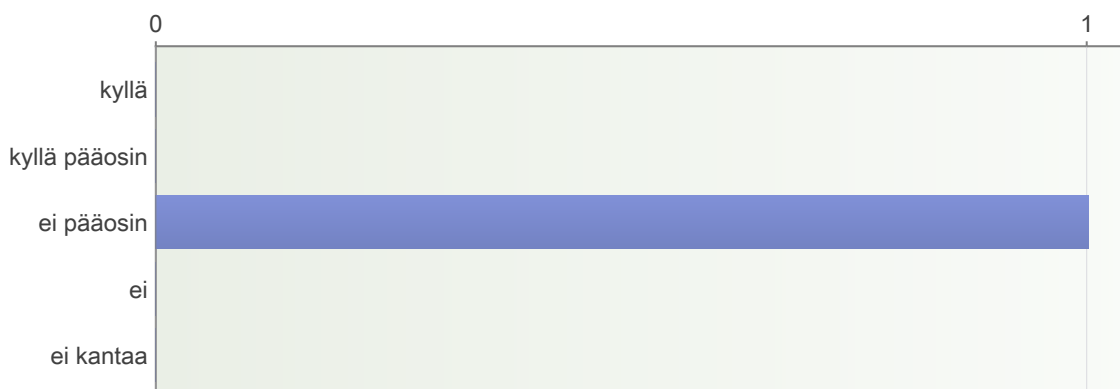 0 1
kyllä
kyllä pääosin
ei pääosin
ei
ei kantaa